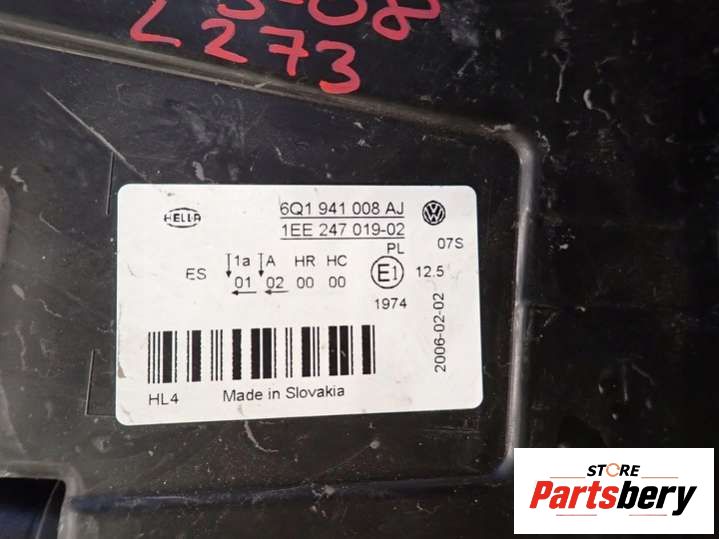 L273
HELLA
6Q1 941 008 AJ
1EE 247 019-02
PL 07S
ES 1a A HR HC
01 02 00 00
E1 12.5
1974
2006-02-02
HL4 Made in Slovakia
STORE
Partsbery